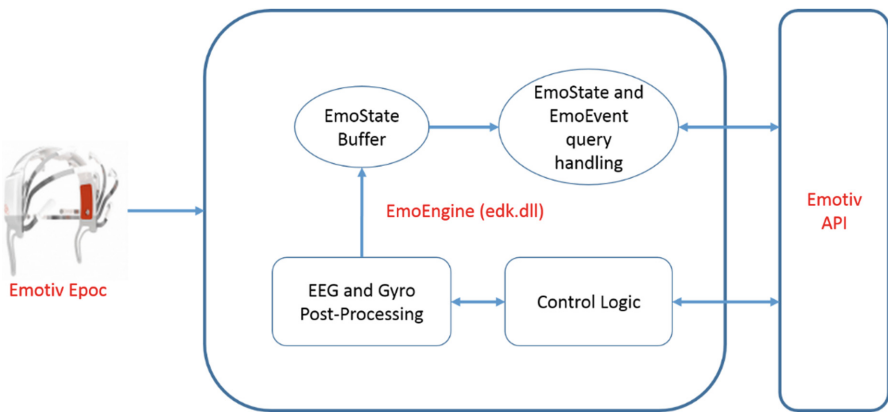 EmoState
Buffer
EmoState and
EmoEvent
query
handling
EmoEngine (edk.dll)
Emotiv
API
Emotiv Epoc
EEG and Gyro
Post-Processing
Control Logic